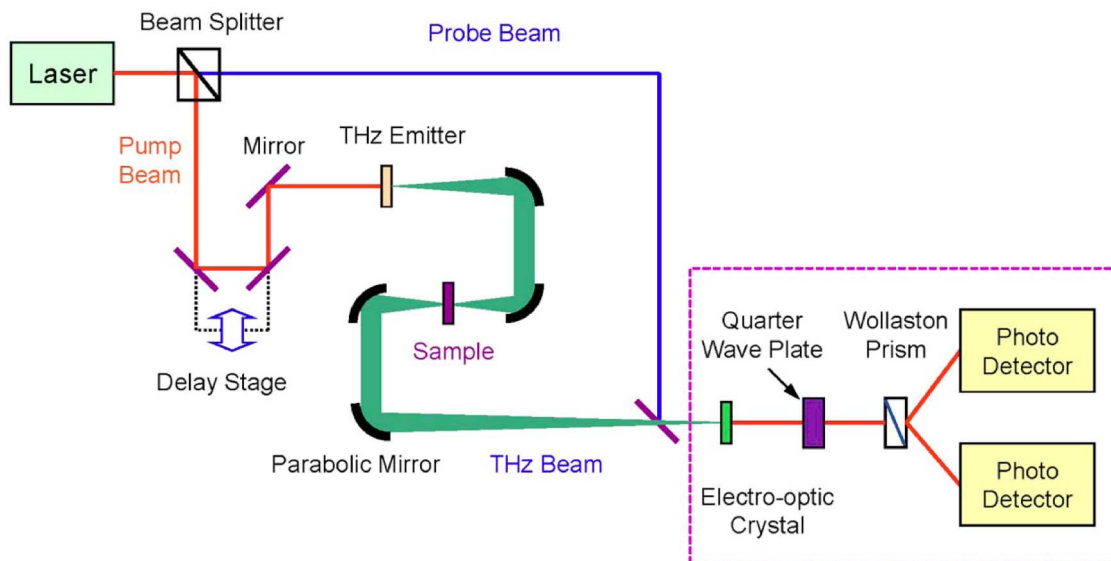 Beam Splitter
Probe Beam
Laser
Pump
Beam
Mirror
THz Emitter
Delay Stage
Sample
Parabolic Mirror
THz Beam
Quarter
Wave Plate
Wollaston
Prism
Photo
Detector
Electro-optic
Crystal
Photo
Detector